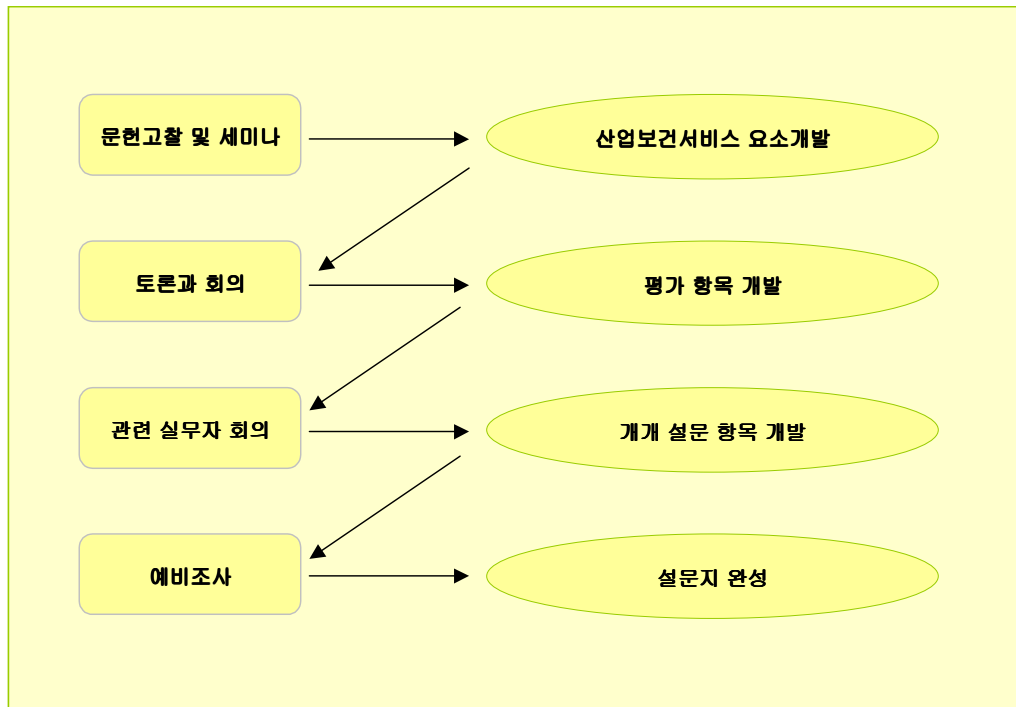 문헌고찰 및 세미나
산업보건서비스 요소개발
토론과 회의
평가 항목 개발
관련 실무자 회의
개개 설문 항목 개발
예비조사
설문지 완성